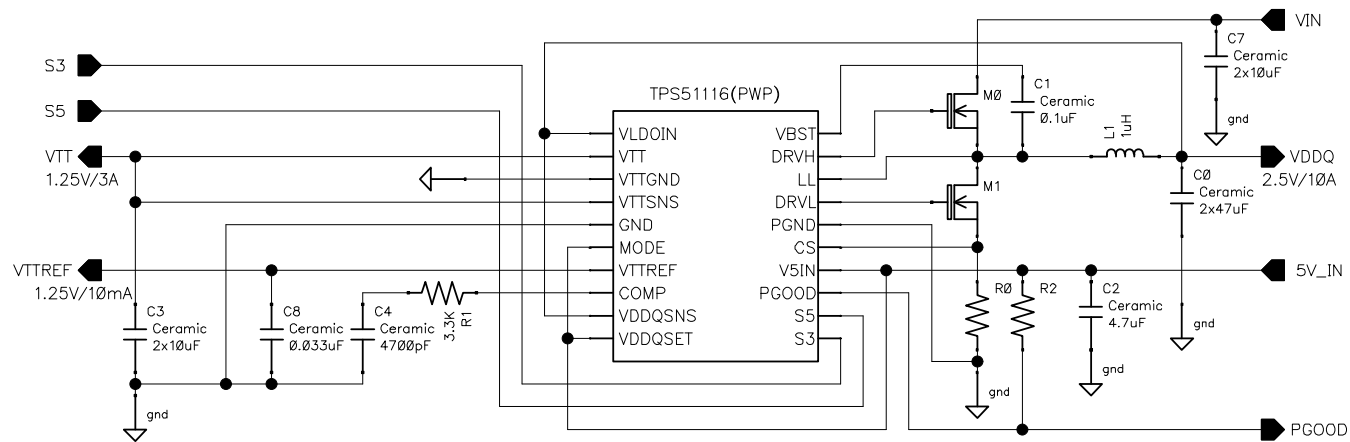 VIN
C7
Ceramic
2x10uF
gnd
S3
S5
VTT
1.25V/3A
VTTREF
1.25V/10mA
C3
Ceramic
2x10uF
gnd
C8
Ceramic
0.033uF
C4
Ceramic
4700pF
3.3K
R1
TPS51116(PWP)
VLDOIN
VTT
VTTGND
VTTSNS
GND
MODE
VTTREF
COMP
VDDQSNS
VDDQSET
VBST
DRVH
LL
DRVL
PGND
CS
V5IN
PGOOD
S5
S3
M0
C1
Ceramic
0.1uF
M1
L1
1uH
VDDQ
2.5V/10A
C0
Ceramic
2x47uF
gnd
5V_IN
R0
R2
C2
Ceramic
4.7uF
gnd
gnd
PGOOD